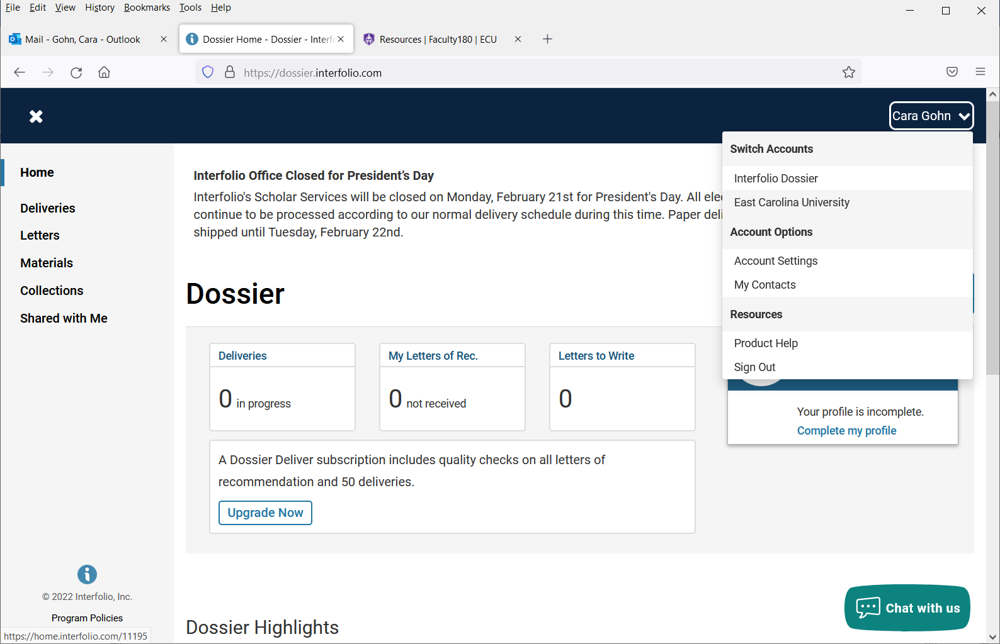 File Edit View History Bookmarks Tools Help
Mail - Gohn, Cara - Outlook
Dossier Home - Dossier - Interf
Resources | Faculty180 | ECU
https://dossier.interfolio.com
Cara Gohn
Switch Accounts
Interfolio Dossier
East Carolina University
Account Options
Account Settings
My Contacts
Resources
Product Help
Sign Out
Home
Deliveries
Letters
Materials
Collections
Shared with Me
Interfolio Office Closed for President’s Day
Interfolio's Scholar Services will be closed on Monday, February 21st for President's Day. All elec
continue to be processed according to our normal delivery schedule during this time. Paper deli
shipped until Tuesday, February 22nd.
Dossier
Deliveries
0 in progress
My Letters of Rec.
0 not received
Letters to Write
0
Your profile is incomplete.
Complete my profile
A Dossier Deliver subscription includes quality checks on all letters of
recommendation and 50 deliveries.
Upgrade Now
Dossier Highlights
Chat with us
© 2022 Interfolio, Inc.
Program Policies
https://home.interfolio.com/11195